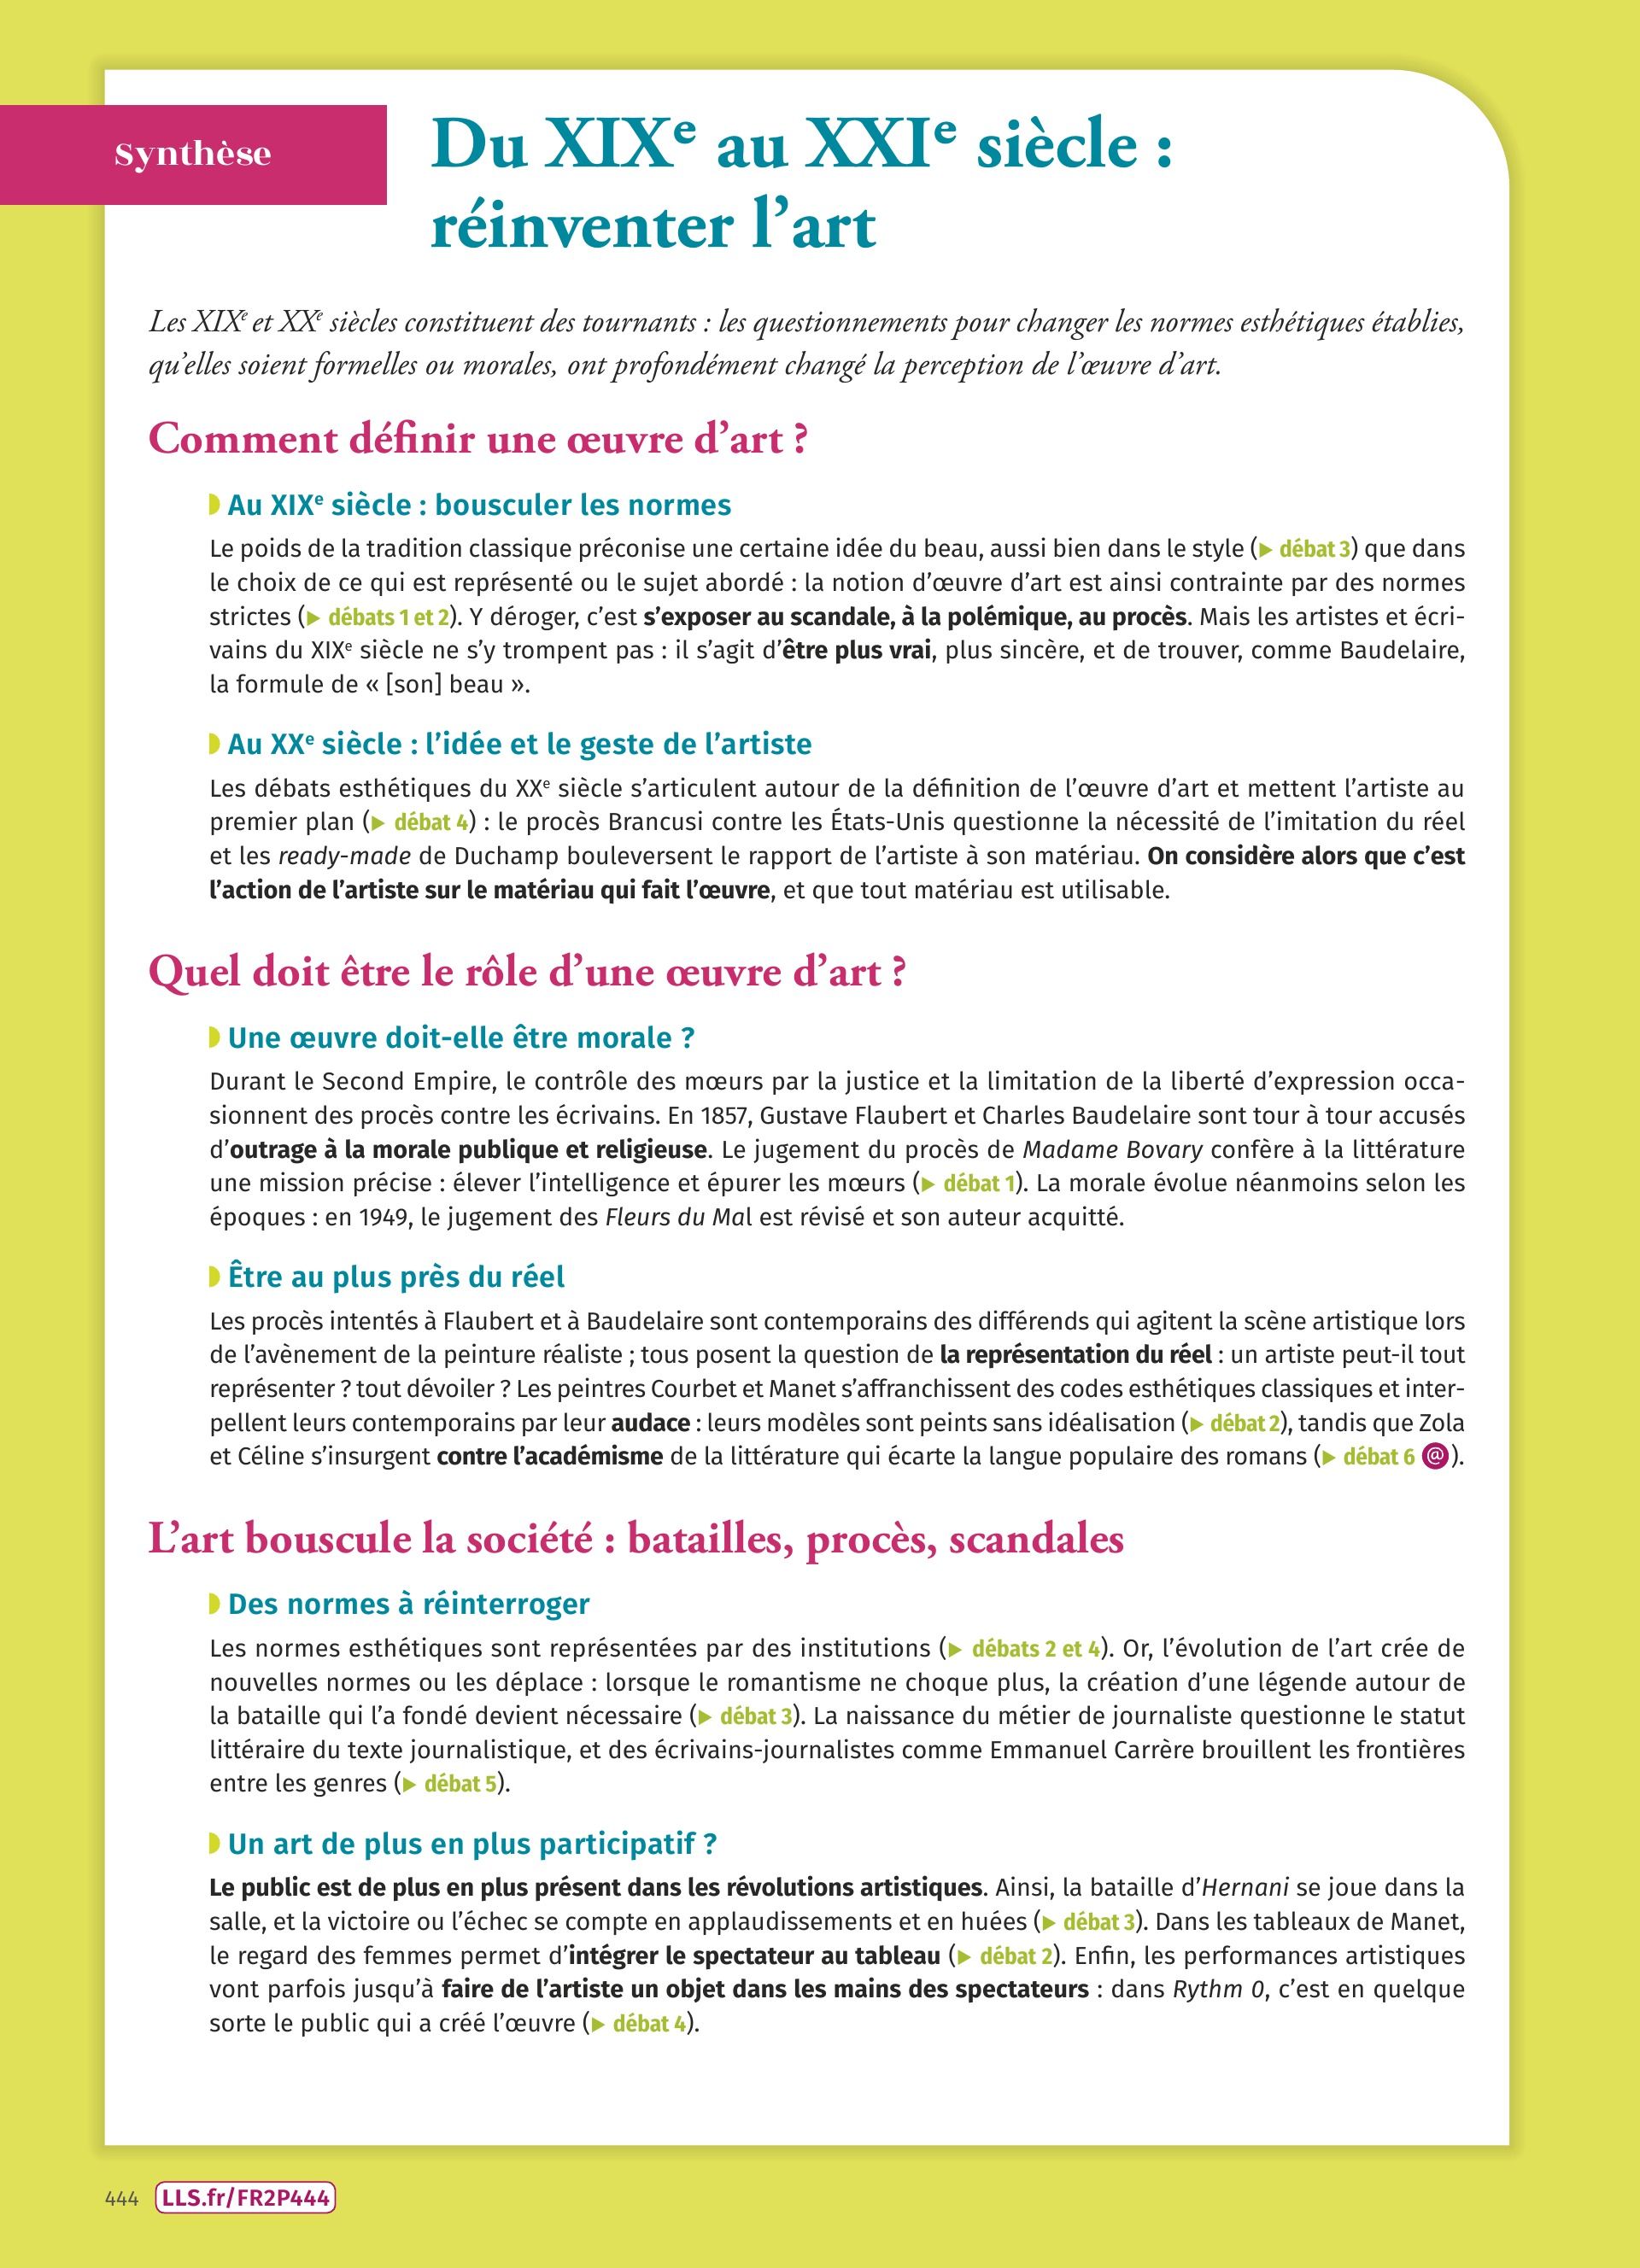 Synthèse
Du XIXe au XXIe siècle :
réinventer l’art
Les XIXe et XXe siècles constituent des tournants : les questionnements pour changer les normes esthétiques établies,
qu’elles soient formelles ou morales, ont profondément changé la perception de l’œuvre d’art.
Comment définir une œuvre d’art ?
Au XIXe siècle : bousculer les normes
Le poids de la tradition classique préconise une certaine idée du beau, aussi bien dans le style (▶ débat 3) que dans
le choix de ce qui est représenté ou le sujet abordé : la notion d’œuvre d’art est ainsi contrainte par des normes
strictes (▶ débats 1 et 2). Y déroger, c’est s’exposer au scandale, à la polémique, au procès. Mais les artistes et écri-
vains du XIXe siècle ne s’y trompent pas : il s’agit d’être plus vrai, plus sincère, et de trouver, comme Baudelaire,
la formule de « [son] beau ».
Au XXe siècle : l’idée et le geste de l’artiste
Les débats esthétiques du XXe siècle s’articulent autour de la définition de l’œuvre d’art et mettent l’artiste au
premier plan (▶ débat 4) : le procès Brancusi contre les États-Unis questionne la nécessité de l’imitation du réel
et les ready-made de Duchamp bouleversent le rapport de l’artiste à son matériau. On considère alors que c’est
l’action de l’artiste sur le matériau qui fait l’œuvre, et que tout matériau est utilisable.
Quel doit être le rôle d’une œuvre d’art ?
Une œuvre doit-elle être morale ?
Durant le Second Empire, le contrôle des mœurs par la justice et la limitation de la liberté d’expression occa-
sionnent des procès contre les écrivains. En 1857, Gustave Flaubert et Charles Baudelaire sont tour à tour accusés
d’outrage à la morale publique et religieuse. Le jugement du procès de Madame Bovary confère à la littérature
une mission précise : élever l’intelligence et épurer les mœurs (▶ débat 1). La morale évolue néanmoins selon les
époques : en 1949, le jugement des Fleurs du Mal est révisé et son auteur acquitté.
Être au plus près du réel
Les procès intentés à Flaubert et à Baudelaire sont contemporains des différends qui agitent la scène artistique lors
de l’avènement de la peinture réaliste ; tous posent la question de la représentation du réel : un artiste peut-il tout
représenter ? tout dévoiler ? Les peintres Courbet et Manet s’affranchissent des codes esthétiques classiques et inter-
pellent leurs contemporains par leur audace : leurs modèles sont peints sans idéalisation (▶ débat 2), tandis que Zola
et Céline s’insurgent contre l’académisme de la littérature qui écarte la langue populaire des romans (▶ débat 6 @).
L’art bouscule la société : batailles, procès, scandales
Des normes à réinterroger
Les normes esthétiques sont représentées par des institutions (▶ débats 2 et 4). Or, l’évolution de l’art crée de
nouvelles normes ou les déplace : lorsque le romantisme ne choque plus, la création d’une légende autour de
la bataille qui l’a fondé devient nécessaire (▶ débat 3). La naissance du métier de journaliste questionne le statut
littéraire du texte journalistique, et des écrivains-journalistes comme Emmanuel Carrère brouillent les frontières
entre les genres (▶ débat 5).
Un art de plus en plus participatif ?
Le public est de plus en plus présent dans les révolutions artistiques. Ainsi, la bataille d’Hernani se joue dans la
salle, et la victoire ou l’échec se compte en applaudissements et en huées (▶ débat 3). Dans les tableaux de Manet,
le regard des femmes permet d’intégrer le spectateur au tableau (▶ débat 2). Enfin, les performances artistiques
vont parfois jusqu’à faire de l’artiste un objet dans les mains des spectateurs : dans Rythm 0, c’est en quelque
sorte le public qui a créé l’œuvre (▶ débat 4).
444 LLS.fr/FR2P444